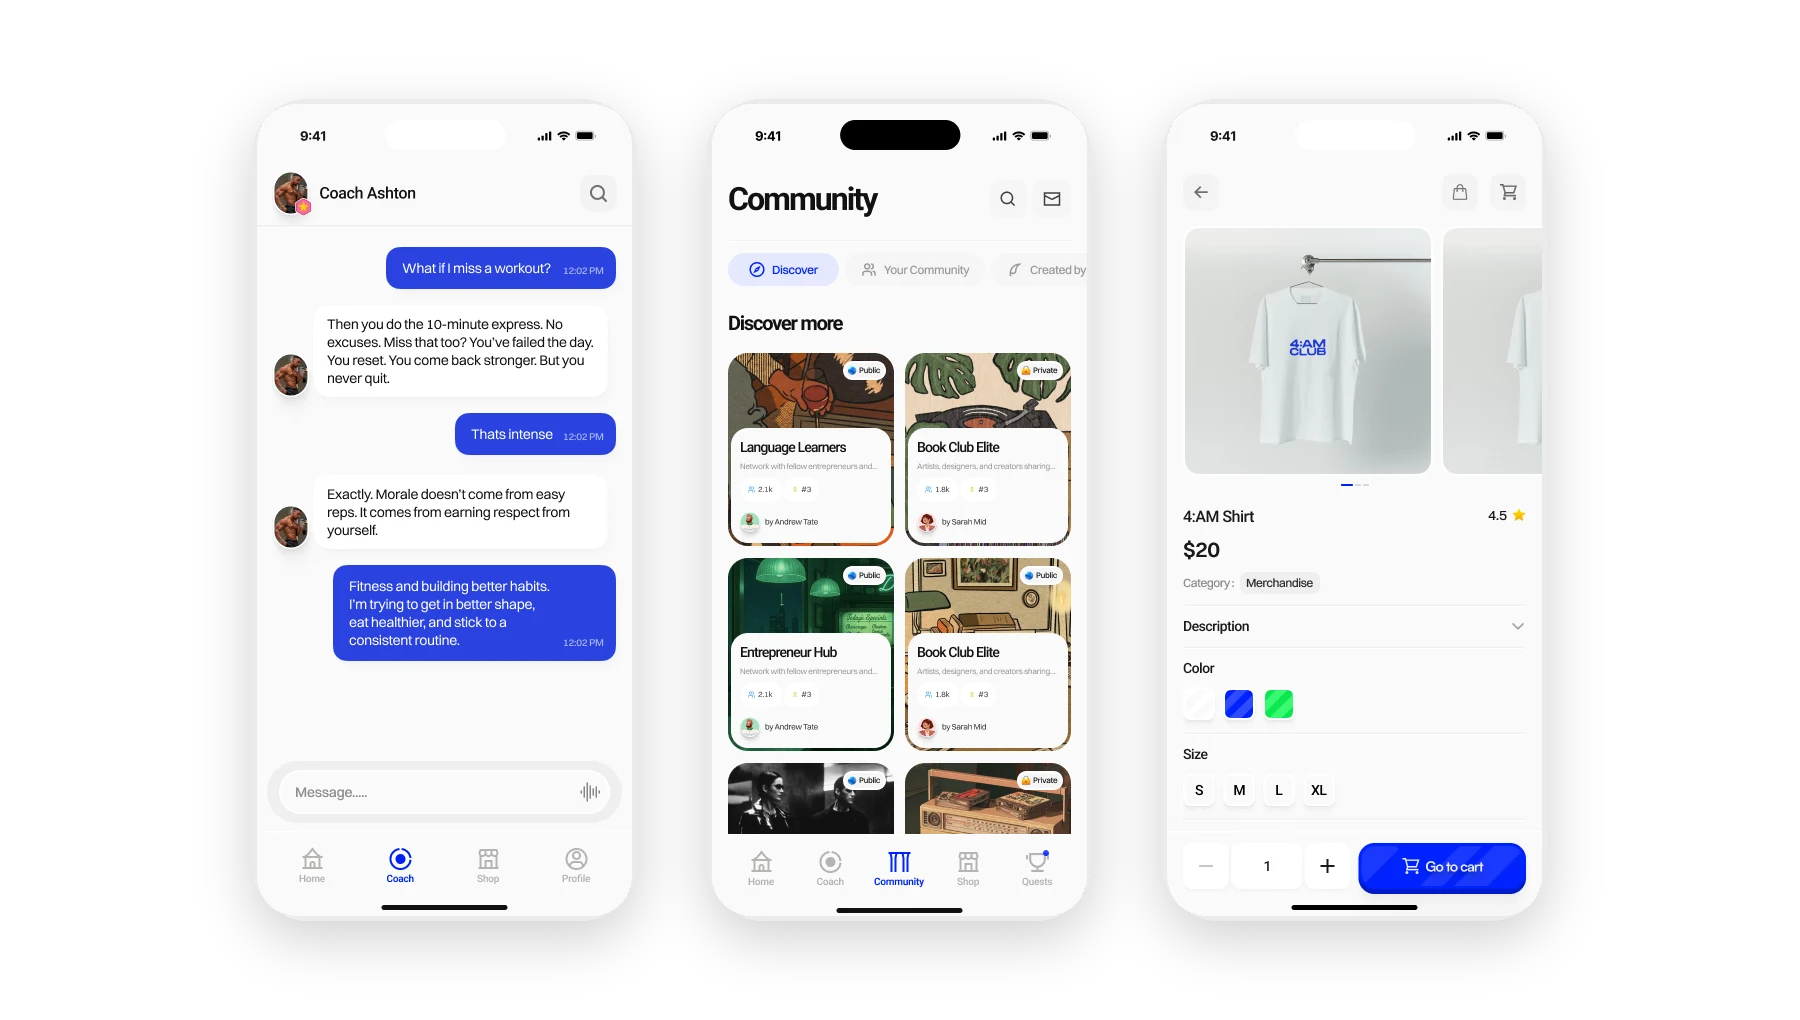 9:41
Coach Ashton
What if I miss a workout? 12:02 PM
Then you do the 10-minute express. No
excuses. Miss that too? You've failed the day.
You reset. You come back stronger. But you
never quit.
Thats intense 12:02 PM
Exactly. Morale doesn't come from easy
reps. It comes from earning respect from
yourself.
Fitness and building better habits.
I'm trying to get in better shape,
eat healthier, and stick to a
consistent routine. 12:02 PM
Message.....
Home Coach Shop Profile
9:41
Community
Discover Your Community Created by
Discover more
Public
Language Learners
Network with fellow entrepreneurs and...
2.1k #3
by Andrew Tate
Private
Book Club Elite
Artists, designers, and creators sharing...
1.8k #3
by Sarah Mid
Public
Today's Specials
Entrepreneur Hub
Network with fellow entrepreneurs and...
2.1k #3
by Andrew Tate
Public
Book Club Elite
Artists, designers, and creators sharing...
1.8k #3
by Sarah Mid
Public
Private
Home Coach Community Shop Quests
9:41
4:AM
CLUB
4:AM Shirt 4.5
$20
Category: Merchandise
Description
Color
Size
S M L XL
1 Go to cart